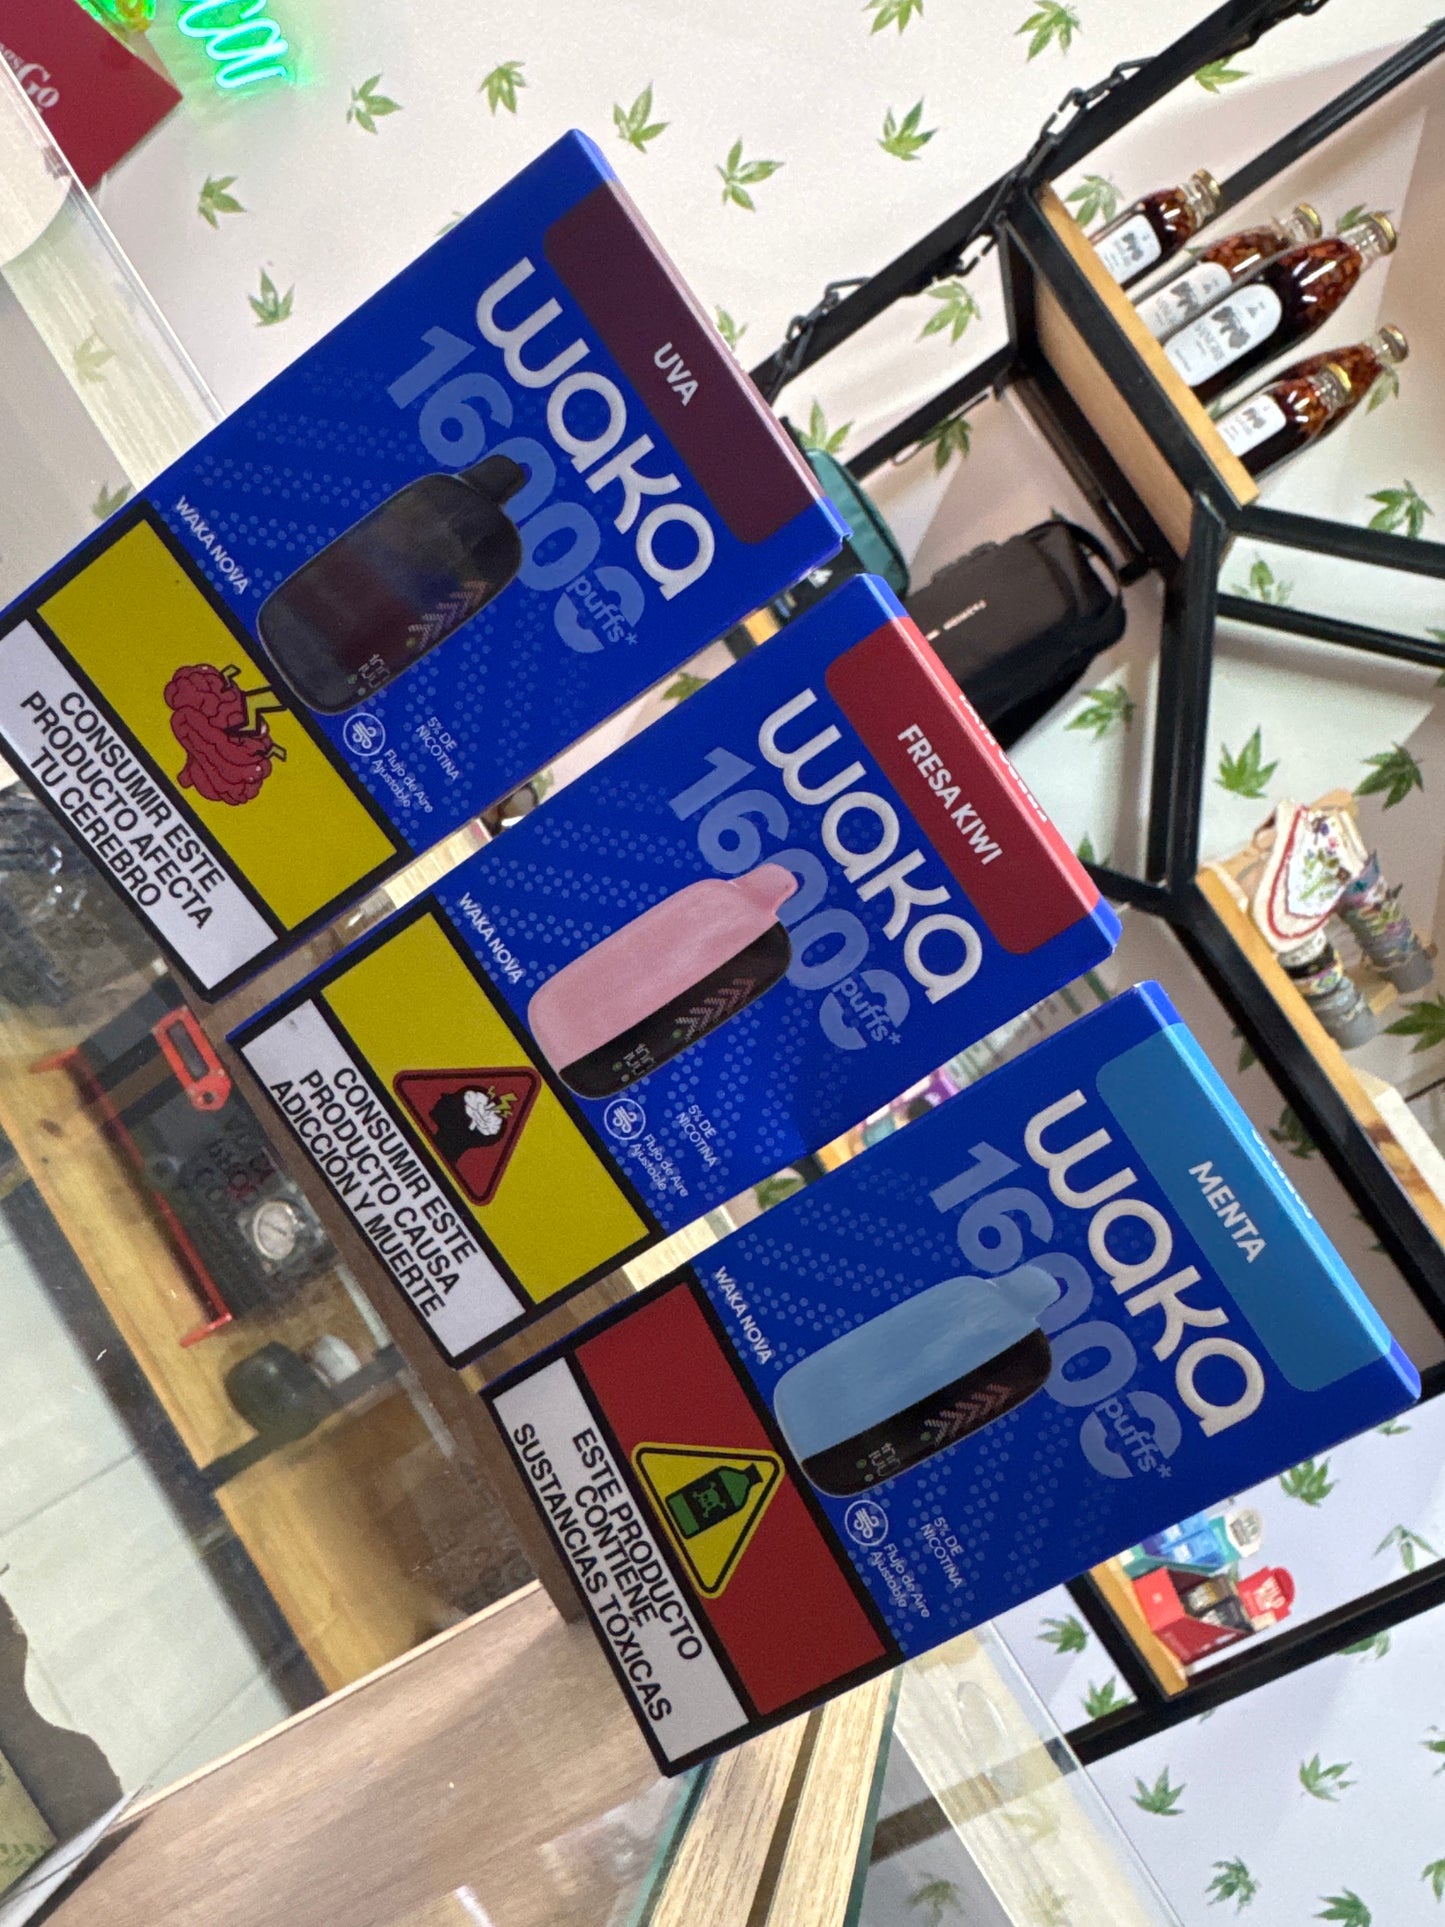 UVA
waka
16000
puffs*
WAKA NOVA
5% DE
NICOTINA
Flujo de Aire
Ajustable
CONSUMIR ESTE
PRODUCTO AFECTA
TU CEREBRO
FRESA KIWI
waka
16000
puffs*
WAKA NOVA
5% DE
NICOTINA
Flujo de Aire
Ajustable
CONSUMIR ESTE
PRODUCTO CAUSA
ADICCIÓN Y MUERTE
MENTA
waka
16000
puffs*
WAKA NOVA
5% DE
NICOTINA
Flujo de Aire
Ajustable
ESTE PRODUCTO
CONTIENE
SUSTANCIAS TÓXICAS
Go